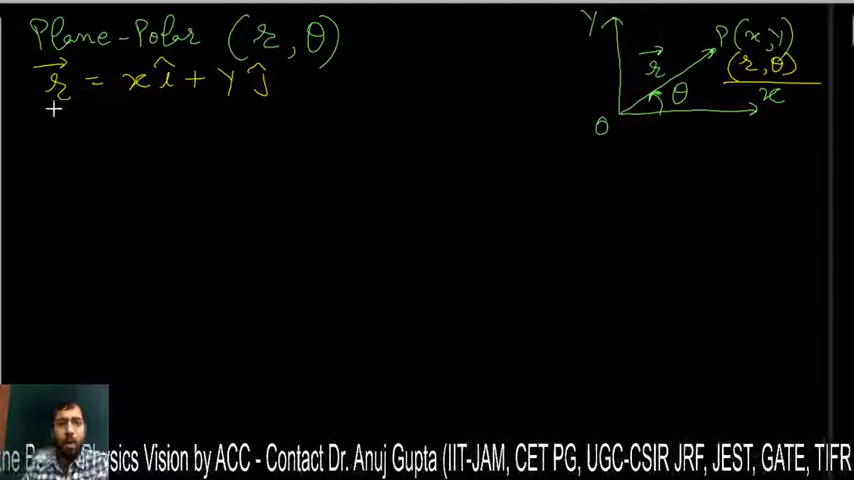 Plane-Polar (r, θ)
r⃗ = x î + y ĵ
Y
P(x, y)
(r, θ)
r⃗
θ
x
O
Physics Vision by ACC - Contact Dr. Anuj Gupta (IIT-JAM, CET PG, UGC-CSIR JRF, JEST, GATE, TIFR